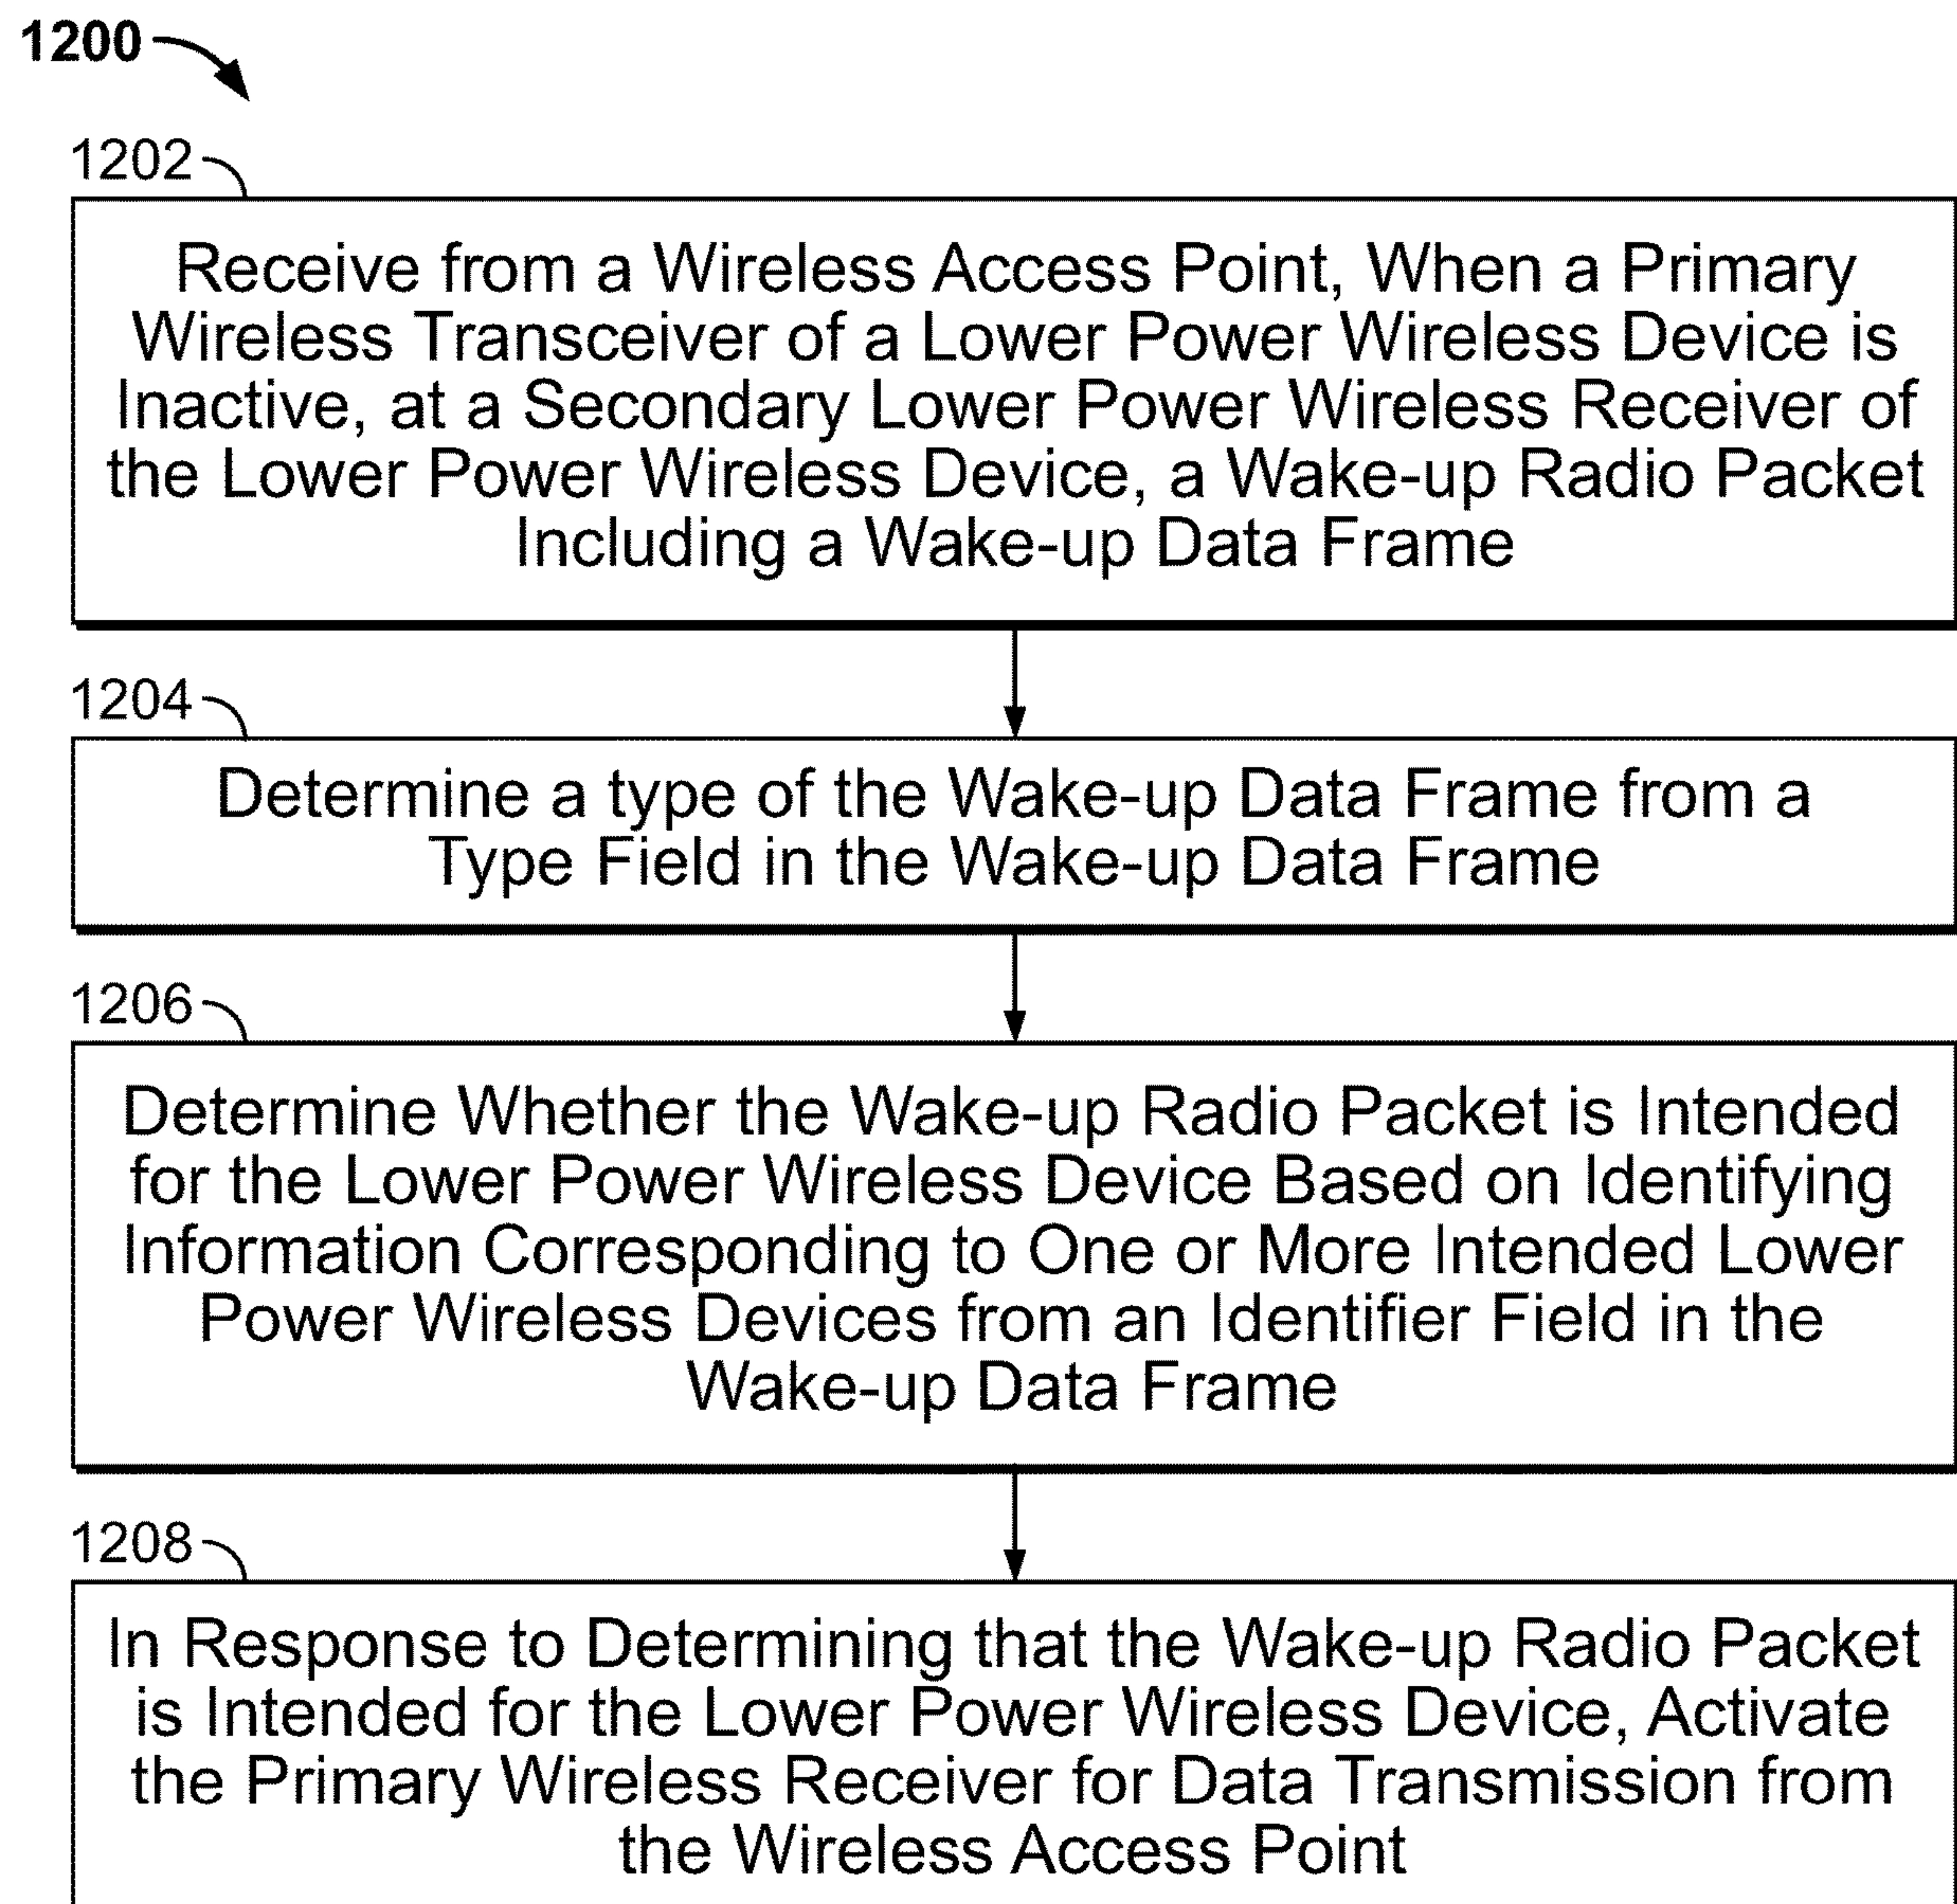 1200
1202
Receive from a Wireless Access Point, When a Primary
Wireless Transceiver of a Lower Power Wireless Device is
Inactive, at a Secondary Lower Power Wireless Receiver of
the Lower Power Wireless Device, a Wake-up Radio Packet
Including a Wake-up Data Frame
1204
Determine a type of the Wake-up Data Frame from a
Type Field in the Wake-up Data Frame
1206
Determine Whether the Wake-up Radio Packet is Intended
for the Lower Power Wireless Device Based on Identifying
Information Corresponding to One or More Intended Lower
Power Wireless Devices from an Identifier Field in the
Wake-up Data Frame
1208
In Response to Determining that the Wake-up Radio Packet
is Intended for the Lower Power Wireless Device, Activate
the Primary Wireless Receiver for Data Transmission from
the Wireless Access Point